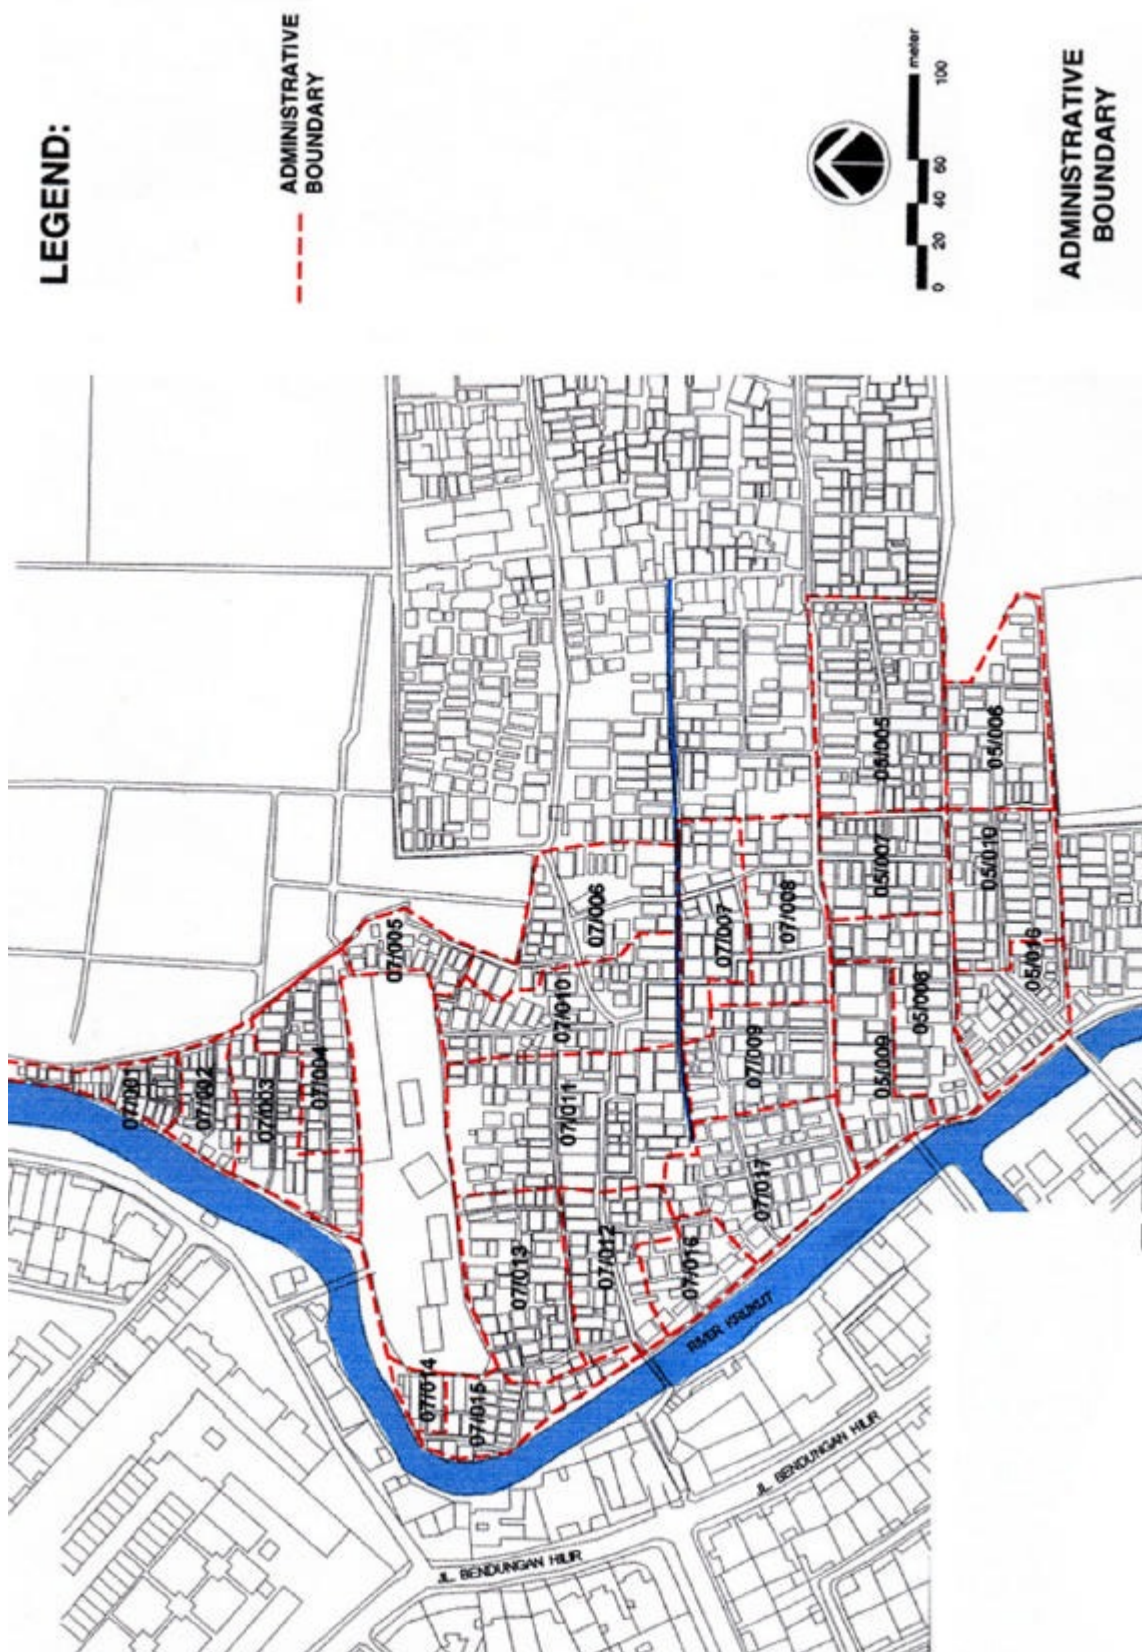 LEGEND:
ADMINISTRATIVE
BOUNDARY
0 20 40 60 100 meter
ADMINISTRATIVE
BOUNDARY
07/001
07/002
07/003
07/004
07/005
07/006
07/007
07/008
07/009
07/010
07/011
07/012
07/013
07/014
07/015
07/016
07/017
05/005
05/006
05/007
05/008
05/009
05/010
05/016
RIVER KRUKUT
JL. BENDUNGAN HILIR
JL. BENDUNGAN HILIR